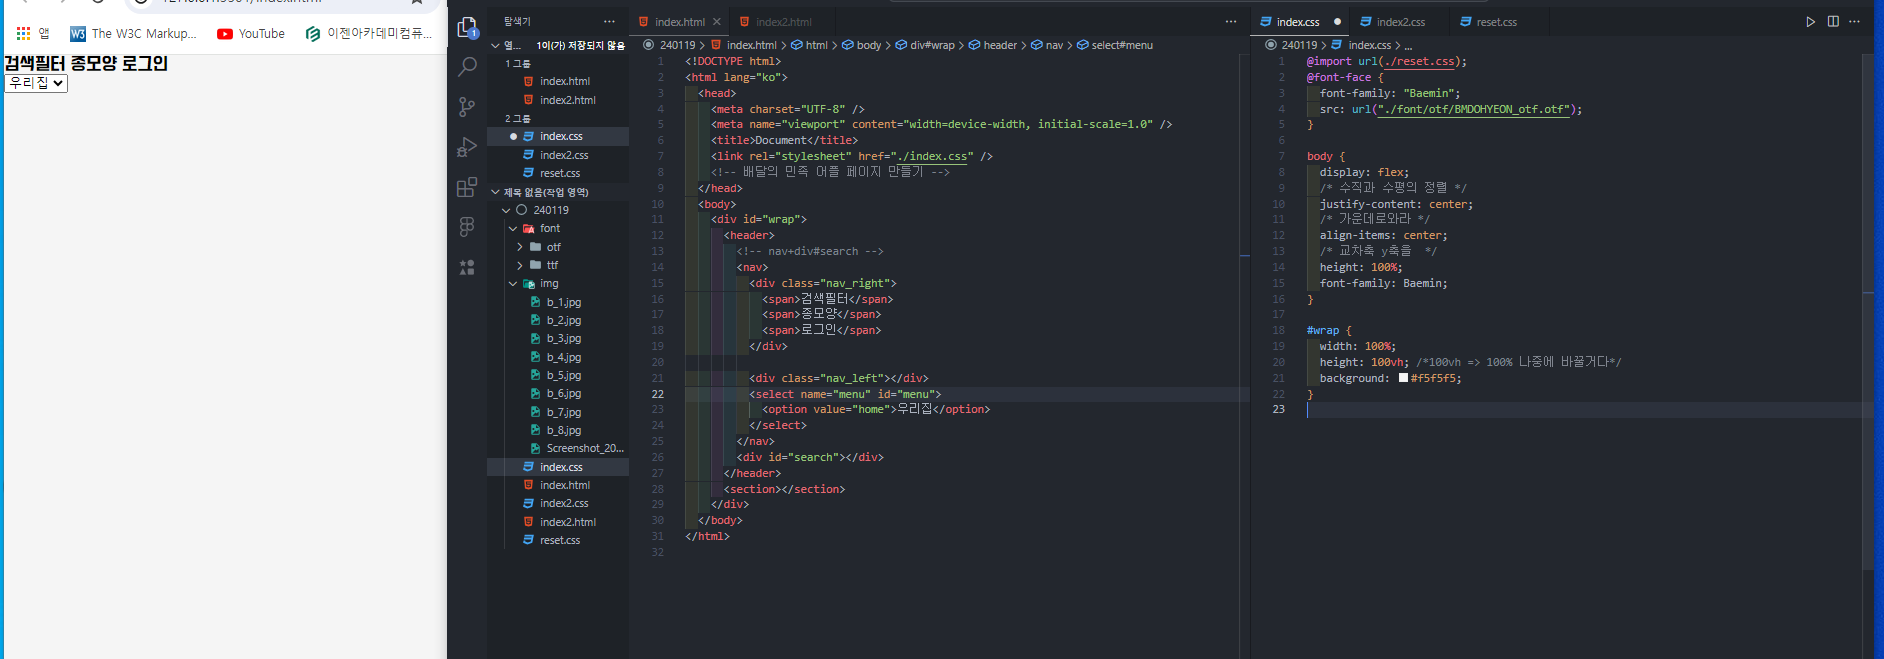 앱
The W3C Markup...
YouTube
이젠아카데미컴퓨...
검색필터 종모양 로그인
우리집
1
탐색기
열...
1이(가) 저장되지 않음
1 그룹
index.html
index2.html
2 그룹
index.css
index2.css
reset.css
제목 없음(작업 영역)
240119
font
otf
ttf
img
b_1.jpg
b_2.jpg
b_3.jpg
b_4.jpg
b_5.jpg
b_6.jpg
b_7.jpg
b_8.jpg
Screenshot_20...
index.css
index.html
index2.css
index2.html
reset.css
index.html
index2.html
240119 > index.html > html > body > div#wrap > header > nav > select#menu
1 <!DOCTYPE html>
2 <html lang="ko">
3 <head>
4 <meta charset="UTF-8" />
5 <meta name="viewport" content="width=device-width, initial-scale=1.0" />
6 <title>Document</title>
7 <link rel="stylesheet" href="./index.css" />
8 <!-- 배달의 민족 어플 페이지 만들기 -->
9 </head>
10 <body>
11 <div id="wrap">
12 <header>
13 <!-- nav+div#search -->
14 <nav>
15 <div class="nav_right">
16 <span>검색필터</span>
17 <span>종모양</span>
18 <span>로그인</span>
19 </div>
20
21 <div class="nav_left"></div>
22 <select name="menu" id="menu">
23 <option value="home">우리집</option>
24 </select>
25 </nav>
26 <div id="search"></div>
27 </header>
28 <section></section>
29 </div>
30 </body>
31 </html>
32
index.css
index2.css
reset.css
240119 > index.css > ...
1 @import url(./reset.css);
2 @font-face {
3 font-family: "Baemin";
4 src: url("./font/otf/BMDOHYEON_otf.otf");
5 }
6
7 body {
8 display: flex;
9 /* 수직과 수평의 정렬 */
10 justify-content: center;
11 /* 가운데로와라 */
12 align-items: center;
13 /* 교차축 y축을 */
14 height: 100%;
15 font-family: Baemin;
16 }
17
18 #wrap {
19 width: 100%;
20 height: 100vh; /*100vh => 100% 나중에 바꿀거다*/
21 background: #f5f5f5;
22 }
23